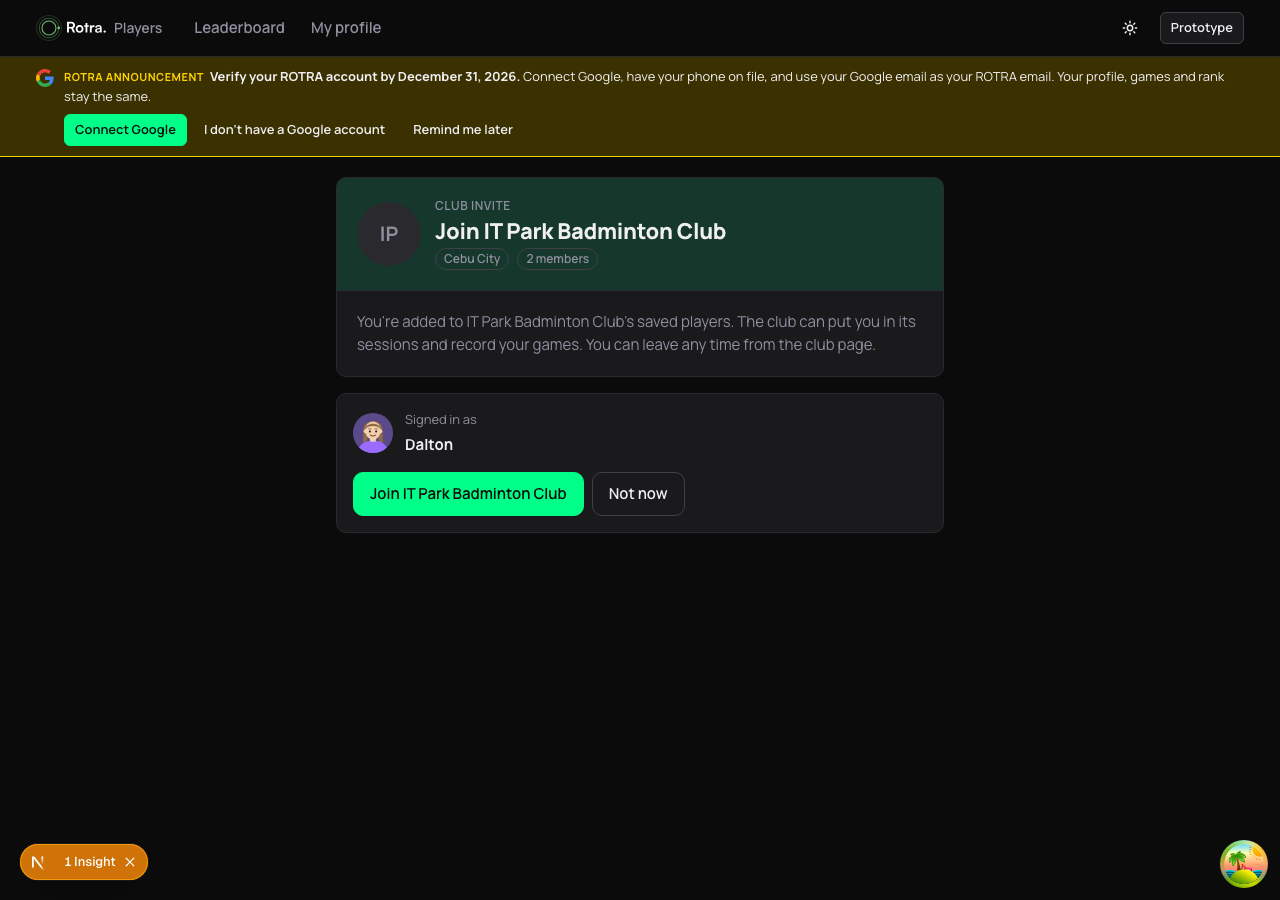 Rotra. Players Leaderboard My profile Prototype
ROTRA ANNOUNCEMENT Verify your ROTRA account by December 31, 2026. Connect Google, have your phone on file, and use your Google email as your ROTRA email. Your profile, games and rank
stay the same.
Connect Google I don't have a Google account Remind me later
IP
CLUB INVITE
Join IT Park Badminton Club
Cebu City 2 members
You're added to IT Park Badminton Club's saved players. The club can put you in its
sessions and record your games. You can leave any time from the club page.
Signed in as
Dalton
Join IT Park Badminton Club Not now
1 Insight